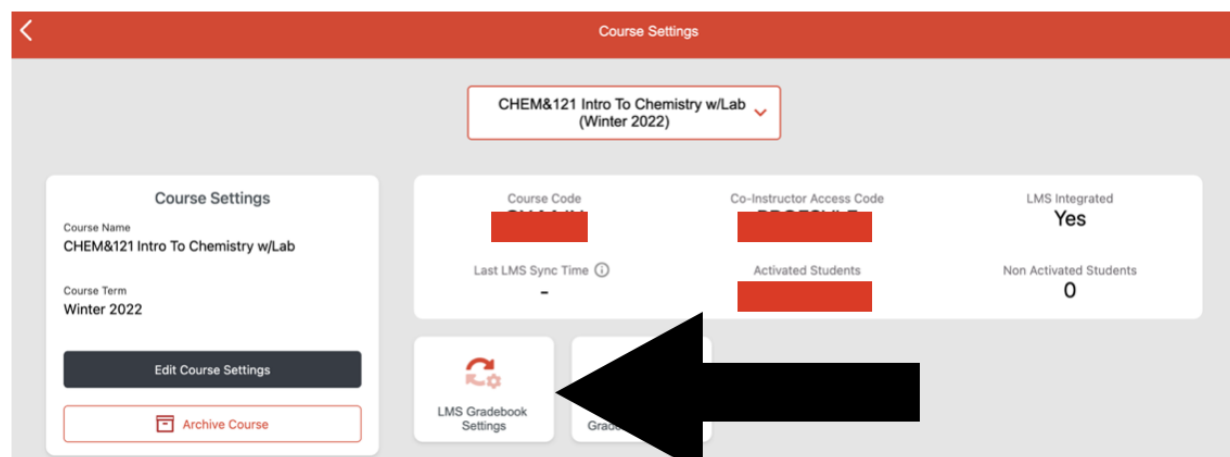 Course Settings
CHEM&121 Intro To Chemistry w/Lab
(Winter 2022)
Course Settings
Course Name
CHEM&121 Intro To Chemistry w/Lab
Course Term
Winter 2022
Edit Course Settings
Archive Course
Course Code
Co-Instructor Access Code
LMS Integrated
Yes
Last LMS Sync Time
-
Activated Students
Non Activated Students
0
LMS Gradebook
Settings